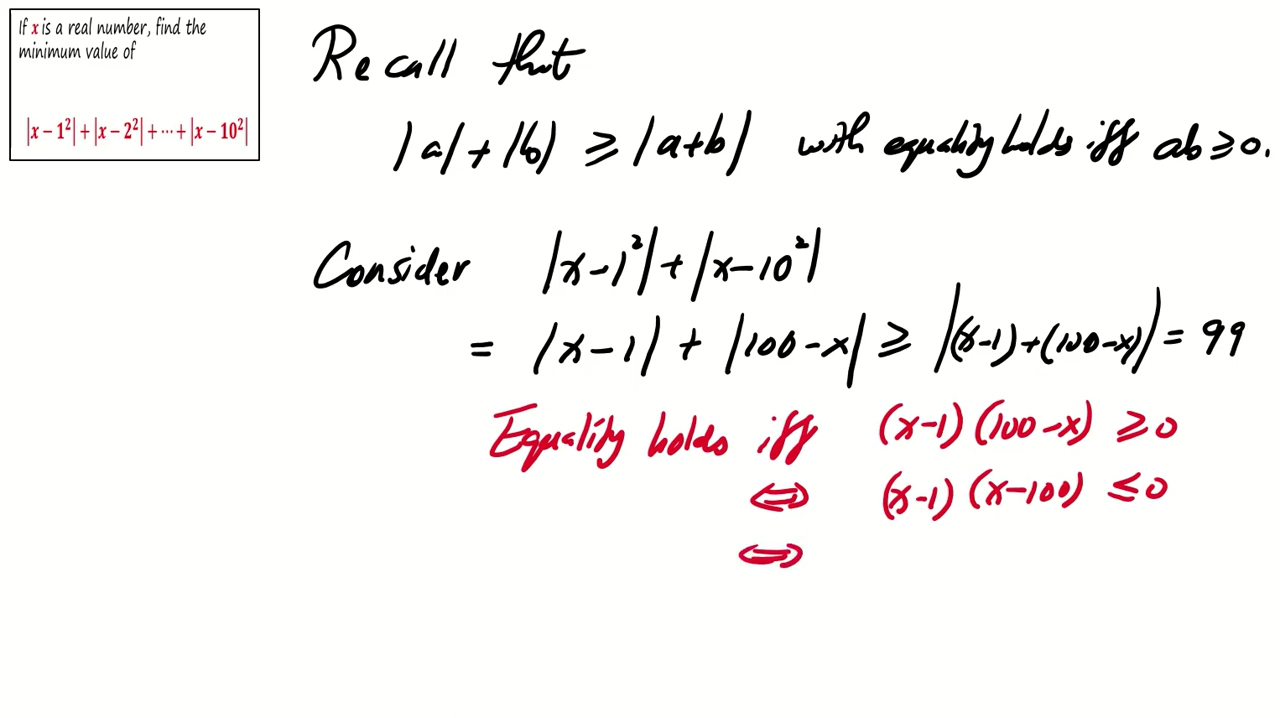 If x is a real number, find the
minimum value of
|x − 1²| + |x − 2²| + ⋯ + |x − 10²|
Recall that
|a| + |b| ≥ |a+b| with equality holds iff ab ≥ 0.
Consider |x−1²| + |x−10²|
= |x−1| + |100−x| ≥ |(x−1)+(100−x)| = 99
Equality holds iff (x−1)(100−x) ≥ 0
⇔ (x−1)(x−100) ≤ 0
⇔